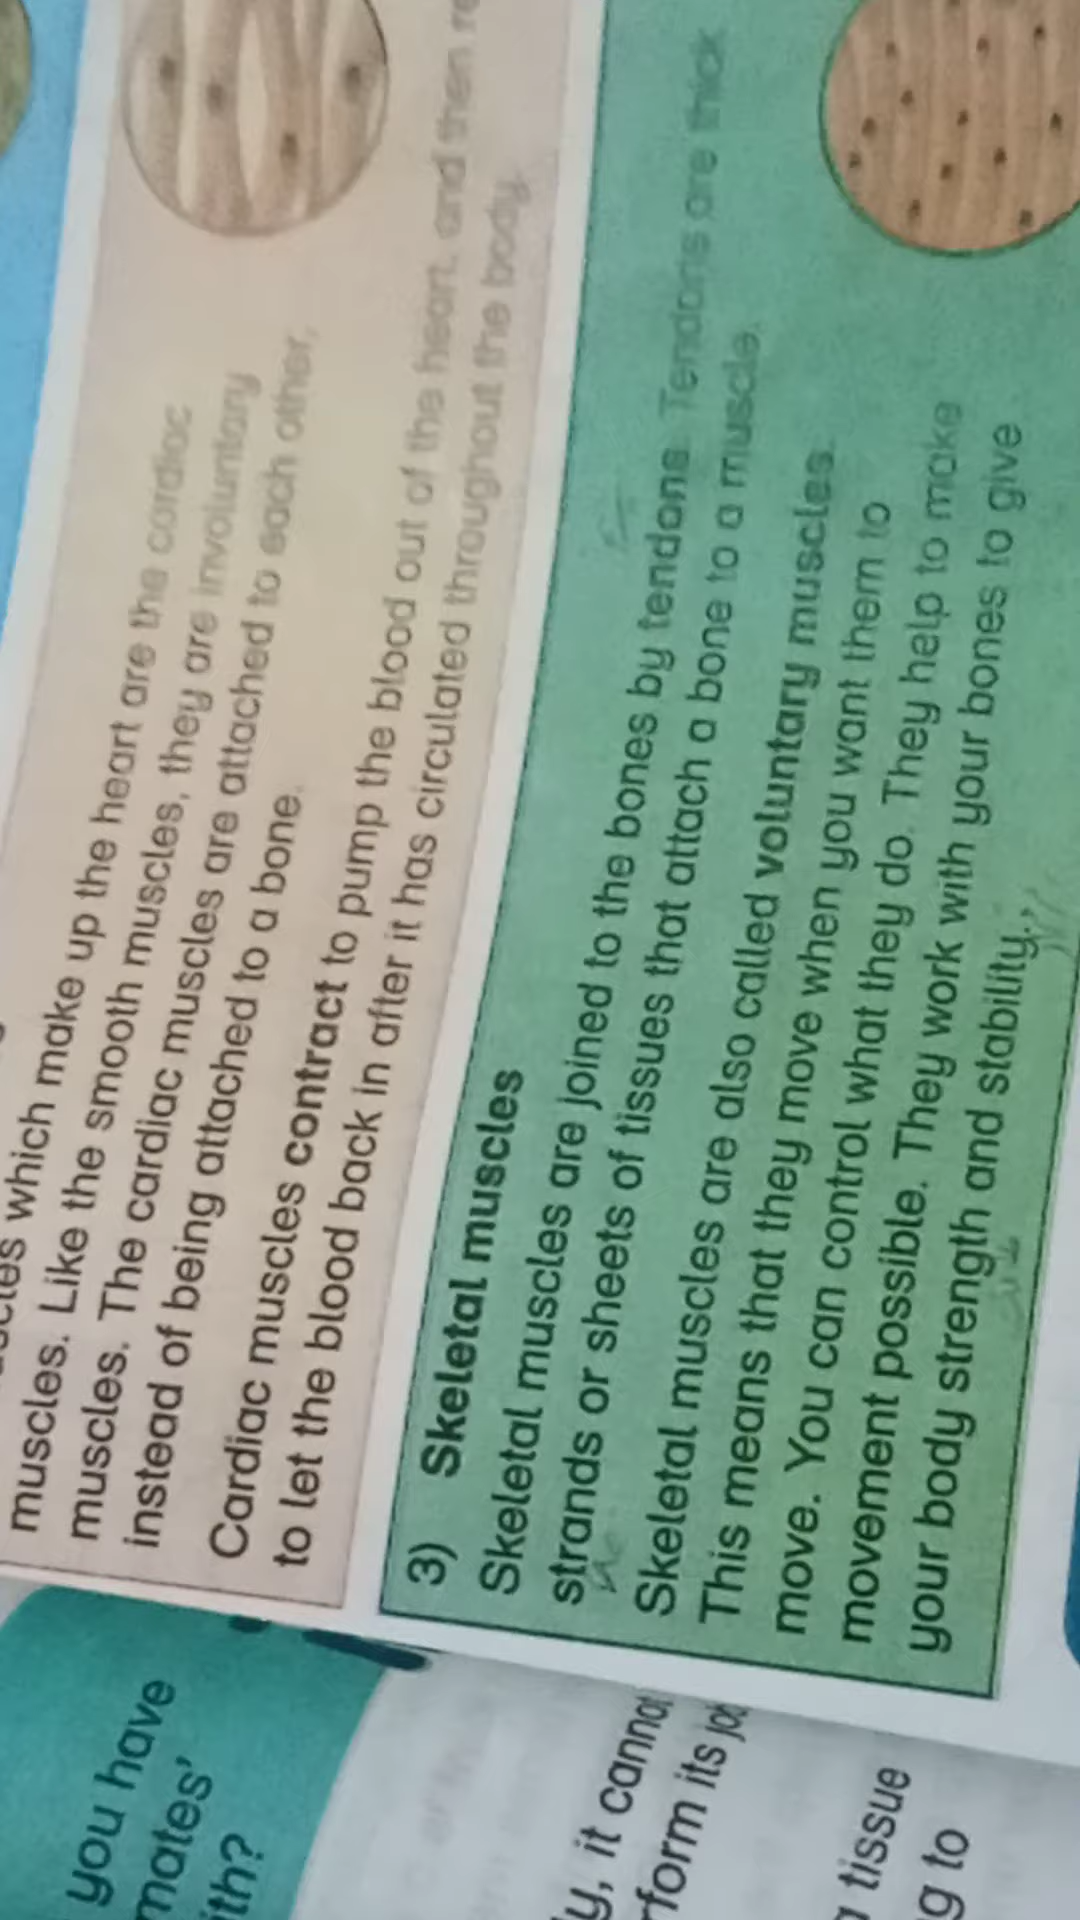 which make up the heart are the cardiac
muscles. Like the smooth muscles, they are involuntary
muscles. The cardiac muscles are attached to each other,
instead of being attached to a bone.
Cardiac muscles contract to pump the blood out of the heart, and then
to let the blood back in after it has circulated throughout the body.
3) Skeletal muscles
Skeletal muscles are joined to the bones by tendons. Tendons are thick
strands or sheets of tissues that attach a bone to a muscle.
Skeletal muscles are also called voluntary muscles.
This means that they move when you want them to
move. You can control what they do. They help to make
movement possible. They work with your bones to give
your body strength and stability.
you have
mates'
ith?
y, it cannot
rform its
tissue
g to